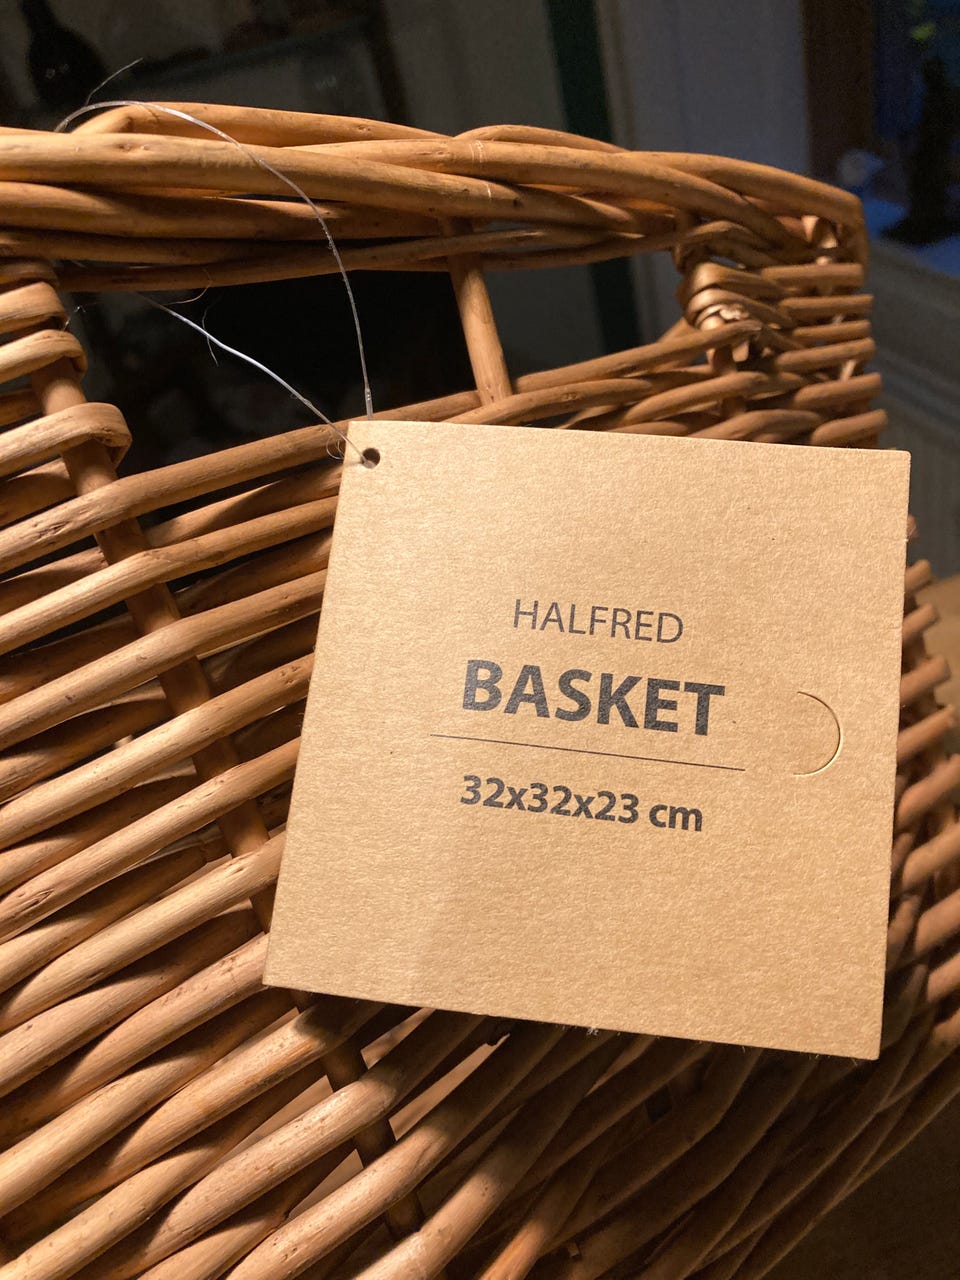 HALFRED
BASKET
32x32x23 cm